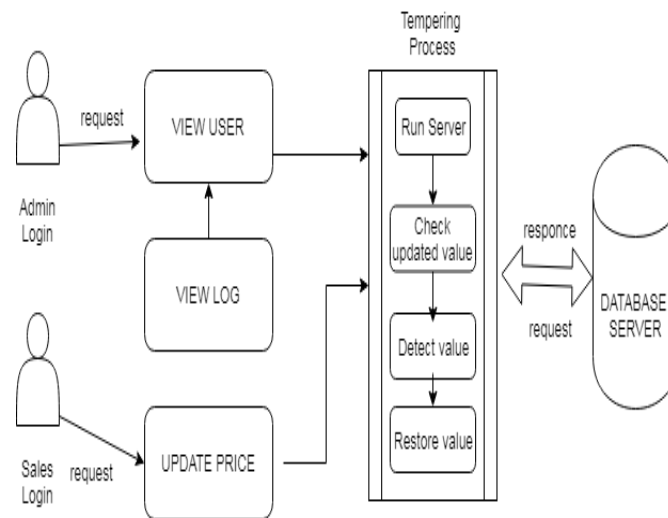 Tempering
Process
request
VIEW USER
Run Server
Admin
Login
Check
updated value
responce
VIEW LOG
request
DATABASE
SERVER
Detect value
Sales
Login
request
UPDATE PRICE
Restore value